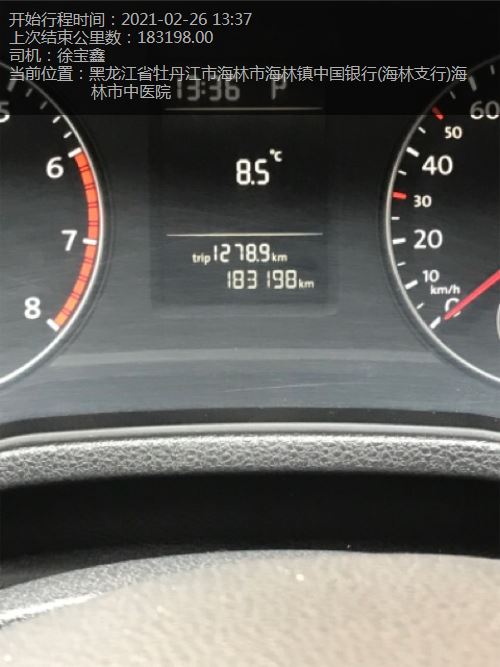 开始行程时间：2021-02-26 13:37
上次结束公里数：183198.00
司机：徐宝鑫
当前位置：黑龙江省牡丹江市海林市海林镇中国银行(海林支行)海
林市中医院
13:36 P
5
6
7
8
8.5℃
trip 1278.9 km
183198 km
60
50
40
30
20
10
km/h